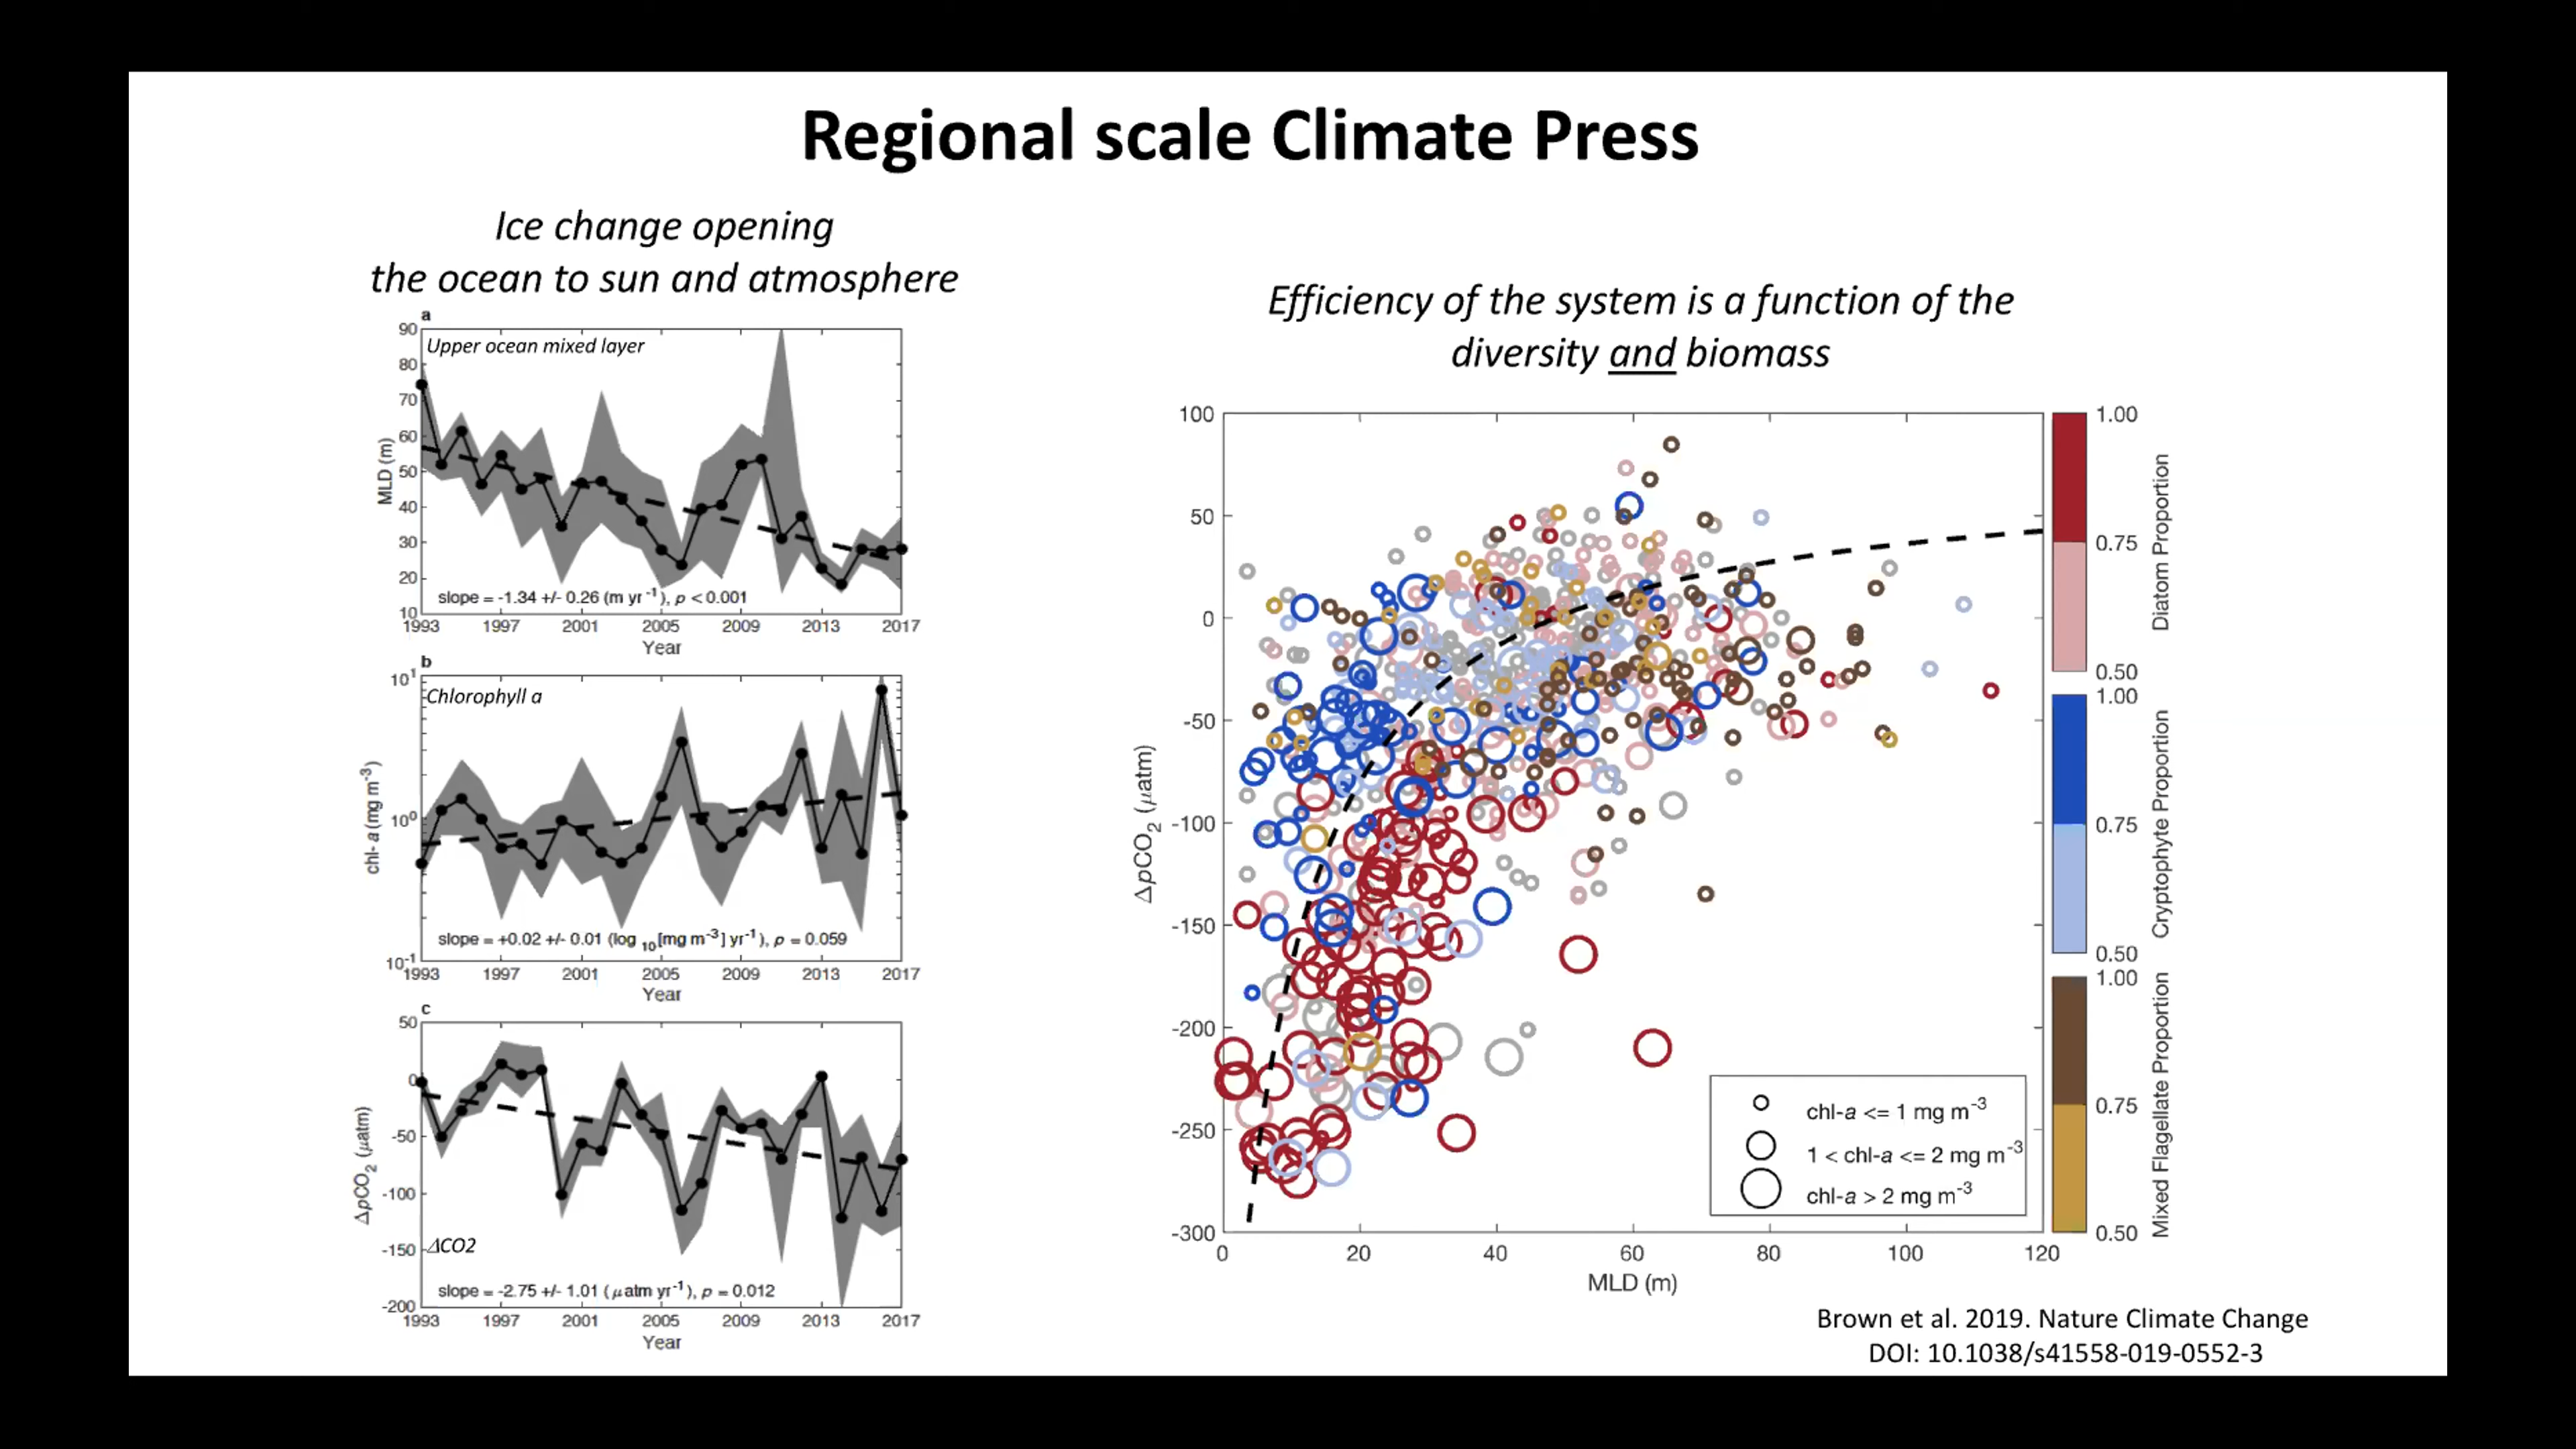 Regional scale Climate Press
Ice change opening
the ocean to sun and atmosphere
a
Upper ocean mixed layer
90
80
70
60
50
40
30
20
10
MLD (m)
slope = -1.34 +/- 0.26 (m yr⁻¹), p < 0.001
1993 1997 2001 2005 2009 2013 2017
Year
b
Chlorophyll a
10¹
10⁰
10⁻¹
chl- a (mg m⁻³)
slope = +0.02 +/- 0.01 (log ₁₀[mg m⁻³] yr⁻¹), p = 0.059
1993 1997 2001 2005 2009 2013 2017
Year
c
50
0
-50
-100
-150
-200
ΔpCO₂ (μatm)
ΔCO2
slope = -2.75 +/- 1.01 (μatm yr⁻¹), p = 0.012
1993 1997 2001 2005 2009 2013 2017
Year
Efficiency of the system is a function of the
diversity and biomass
100
50
0
-50
-100
-150
-200
-250
-300
ΔpCO₂ (μatm)
0 20 40 60 80 100 120
MLD (m)
chl-a <= 1 mg m⁻³
1 < chl-a <= 2 mg m⁻³
chl-a > 2 mg m⁻³
1.00
0.75
0.50
Diatom Proportion
1.00
0.75
0.50
Cryptophyte Proportion
1.00
0.75
0.50
Mixed Flagellate Proportion
Brown et al. 2019. Nature Climate Change
DOI: 10.1038/s41558-019-0552-3